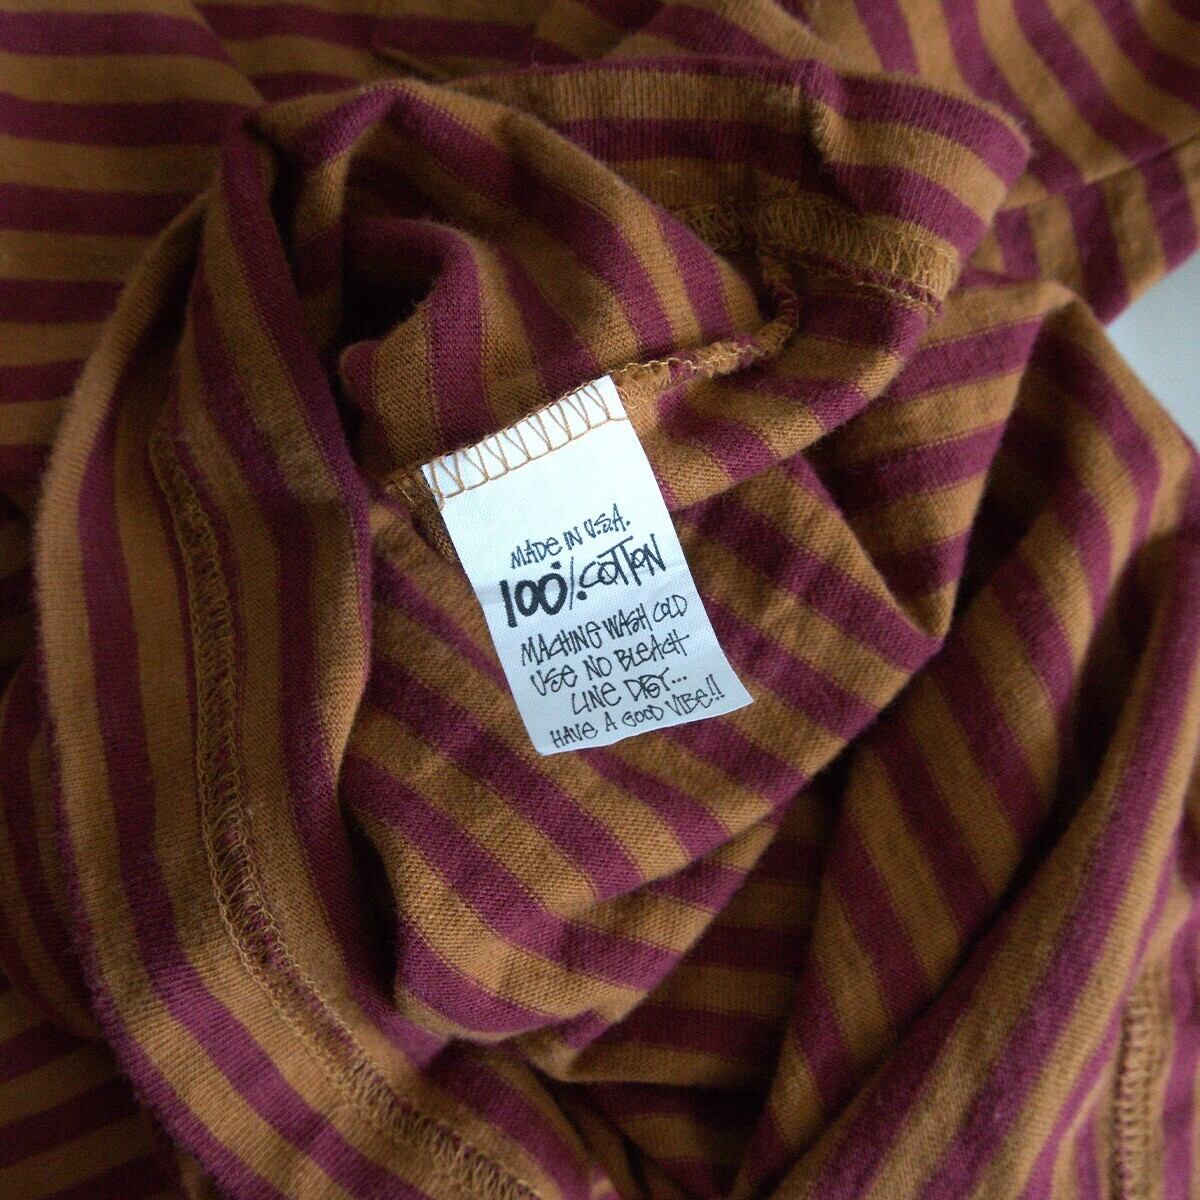 MADE IN U.S.A.
100% COTTON
MACHINE WASH COLD
USE NO BLEACH
LINE DRY...
HAVE A GOOD VIBE!!